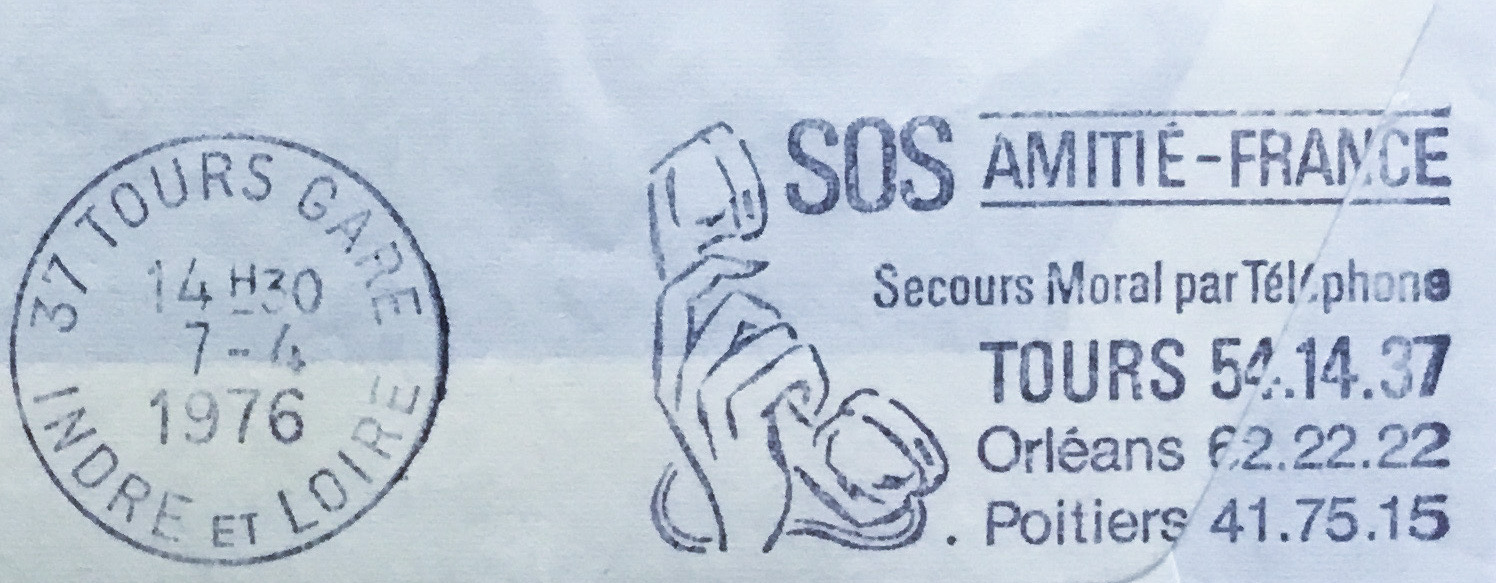 37 TOURS GARE
14 H30
7-4
1976
INDRE ET LOIRE
SOS AMITIÉ-FRANCE
Secours Moral par Téléphone
TOURS 54.14.37
Orléans 62.22.22
. Poitiers 41.75.15